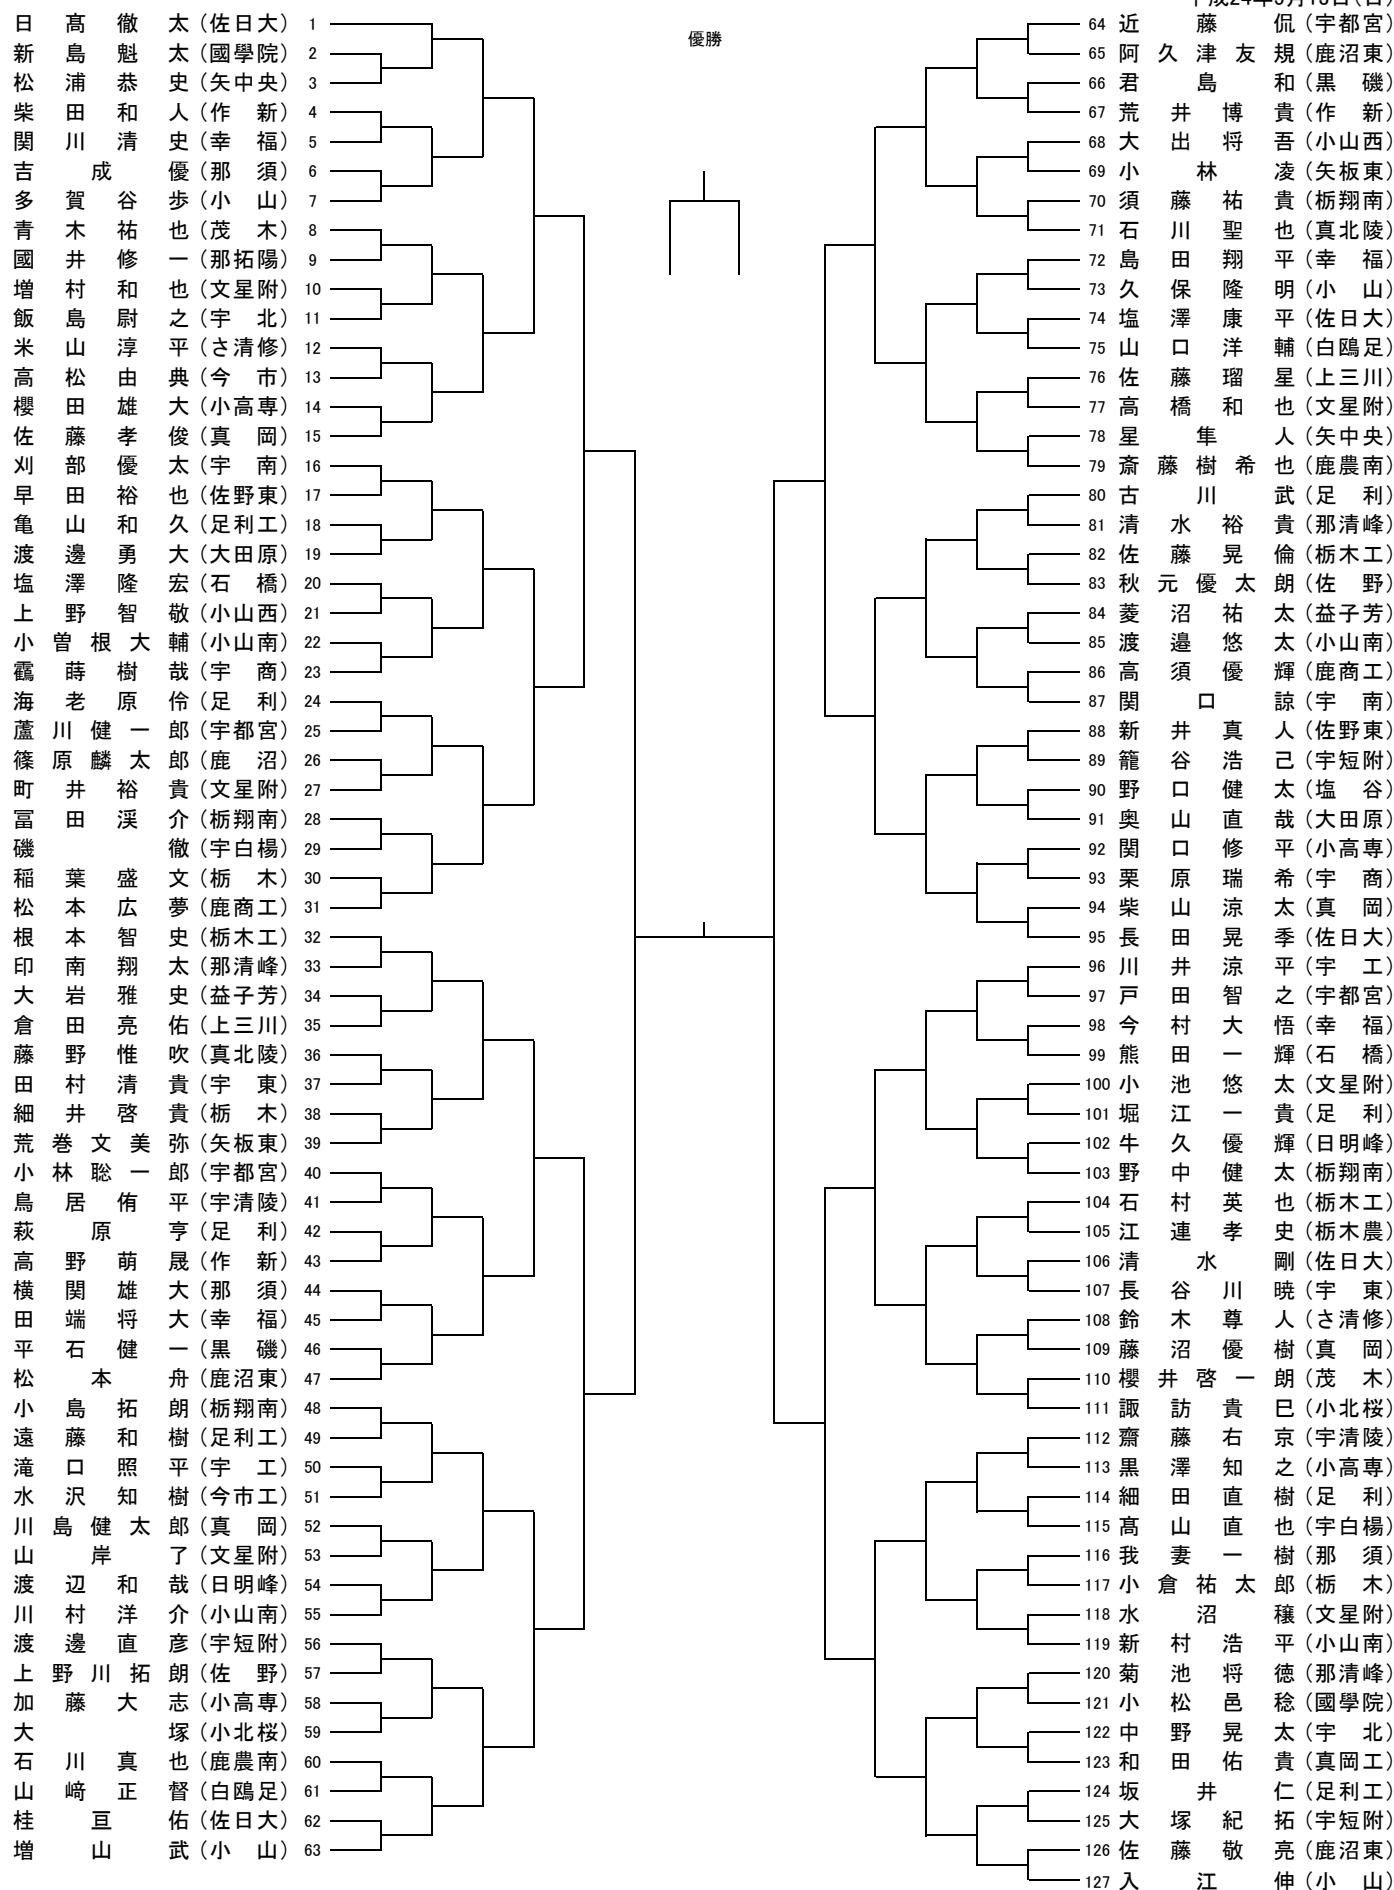 優勝
日髙徹太(佐日大) 1
新島魁太(國學院) 2
松浦恭史(矢中央) 3
柴田和人(作新) 4
関川清史(幸福) 5
吉成優(那須) 6
多賀谷歩(小山) 7
青木祐也(茂木) 8
國井修一(那拓陽) 9
増村和也(文星附) 10
飯島尉之(宇北) 11
米山淳平(さ清修) 12
高松由典(今市) 13
櫻田雄大(小高専) 14
佐藤孝俊(真岡) 15
刈部優太(宇南) 16
早田裕也(佐野東) 17
亀山和久(足利工) 18
渡邊勇大(大田原) 19
塩澤隆宏(石橋) 20
上野智敬(小山西) 21
小曽根大輔(小山南) 22
靍蒔樹哉(宇商) 23
海老原伶(足利) 24
蘆川健一郎(宇都宮) 25
篠原麟太郎(鹿沼) 26
町井裕貴(文星附) 27
冨田渓介(栃翔南) 28
磯徹(宇白楊) 29
稲葉盛文(栃木) 30
松本広夢(鹿商工) 31
根本智史(栃木工) 32
印南翔太(那清峰) 33
大岩雅史(益子芳) 34
倉田亮佑(上三川) 35
藤野惟吹(真北陵) 36
田村清貴(宇東) 37
細井啓貴(栃木) 38
荒巻文美弥(矢板東) 39
小林聡一郎(宇都宮) 40
鳥居侑平(宇清陵) 41
萩原亨(足利) 42
高野萌晟(作新) 43
横関雄大(那須) 44
田端将大(幸福) 45
平石健一(黒磯) 46
松本舟(鹿沼東) 47
小島拓朗(栃翔南) 48
遠藤和樹(足利工) 49
滝口照平(宇工) 50
水沢知樹(今市工) 51
川島健太郎(真岡) 52
山岸了(文星附) 53
渡辺和哉(日明峰) 54
川村洋介(小山南) 55
渡邊直彦(宇短附) 56
上野川拓朗(佐野) 57
加藤大志(小高専) 58
大塚(小北桜) 59
石川真也(鹿農南) 60
山﨑正督(白鴎足) 61
桂亘佑(佐日大) 62
増山武(小山) 63
64 近藤侃(宇都宮)
65 阿久津友規(鹿沼東)
66 君島和(黒磯)
67 荒井博貴(作新)
68 大出将吾(小山西)
69 小林凌(矢板東)
70 須藤祐貴(栃翔南)
71 石川聖也(真北陵)
72 島田翔平(幸福)
73 久保隆明(小山)
74 塩澤康平(佐日大)
75 山口洋輔(白鴎足)
76 佐藤瑠星(上三川)
77 高橋和也(文星附)
78 星隼人(矢中央)
79 斎藤樹希也(鹿農南)
80 古川武(足利)
81 清水裕貴(那清峰)
82 佐藤晃倫(栃木工)
83 秋元優太朗(佐野)
84 菱沼祐太(益子芳)
85 渡邉悠太(小山南)
86 高須優輝(鹿商工)
87 関口諒(宇南)
88 新井真人(佐野東)
89 籠谷浩己(宇短附)
90 野口健太(塩谷)
91 奥山直哉(大田原)
92 関口修平(小高専)
93 栗原瑞希(宇商)
94 柴山涼太(真岡)
95 長田晃季(佐日大)
96 川井涼平(宇工)
97 戸田智之(宇都宮)
98 今村大悟(幸福)
99 熊田一輝(石橋)
100 小池悠太(文星附)
101 堀江一貴(足利)
102 牛久優輝(日明峰)
103 野中健太(栃翔南)
104 石村英也(栃木工)
105 江連孝史(栃木農)
106 清水剛(佐日大)
107 長谷川暁(宇東)
108 鈴木尊人(さ清修)
109 藤沼優樹(真岡)
110 櫻井啓一朗(茂木)
111 諏訪貴巳(小北桜)
112 齋藤右京(宇清陵)
113 黒澤知之(小高専)
114 細田直樹(足利)
115 髙山直也(宇白楊)
116 我妻一樹(那須)
117 小倉祐太郎(栃木)
118 水沼穣(文星附)
119 新村浩平(小山南)
120 菊池将徳(那清峰)
121 小松邑稔(國學院)
122 中野晃太(宇北)
123 和田佑貴(真岡工)
124 坂井仁(足利工)
125 大塚紀拓(宇短附)
126 佐藤敬亮(鹿沼東)
127 入江伸(小山)